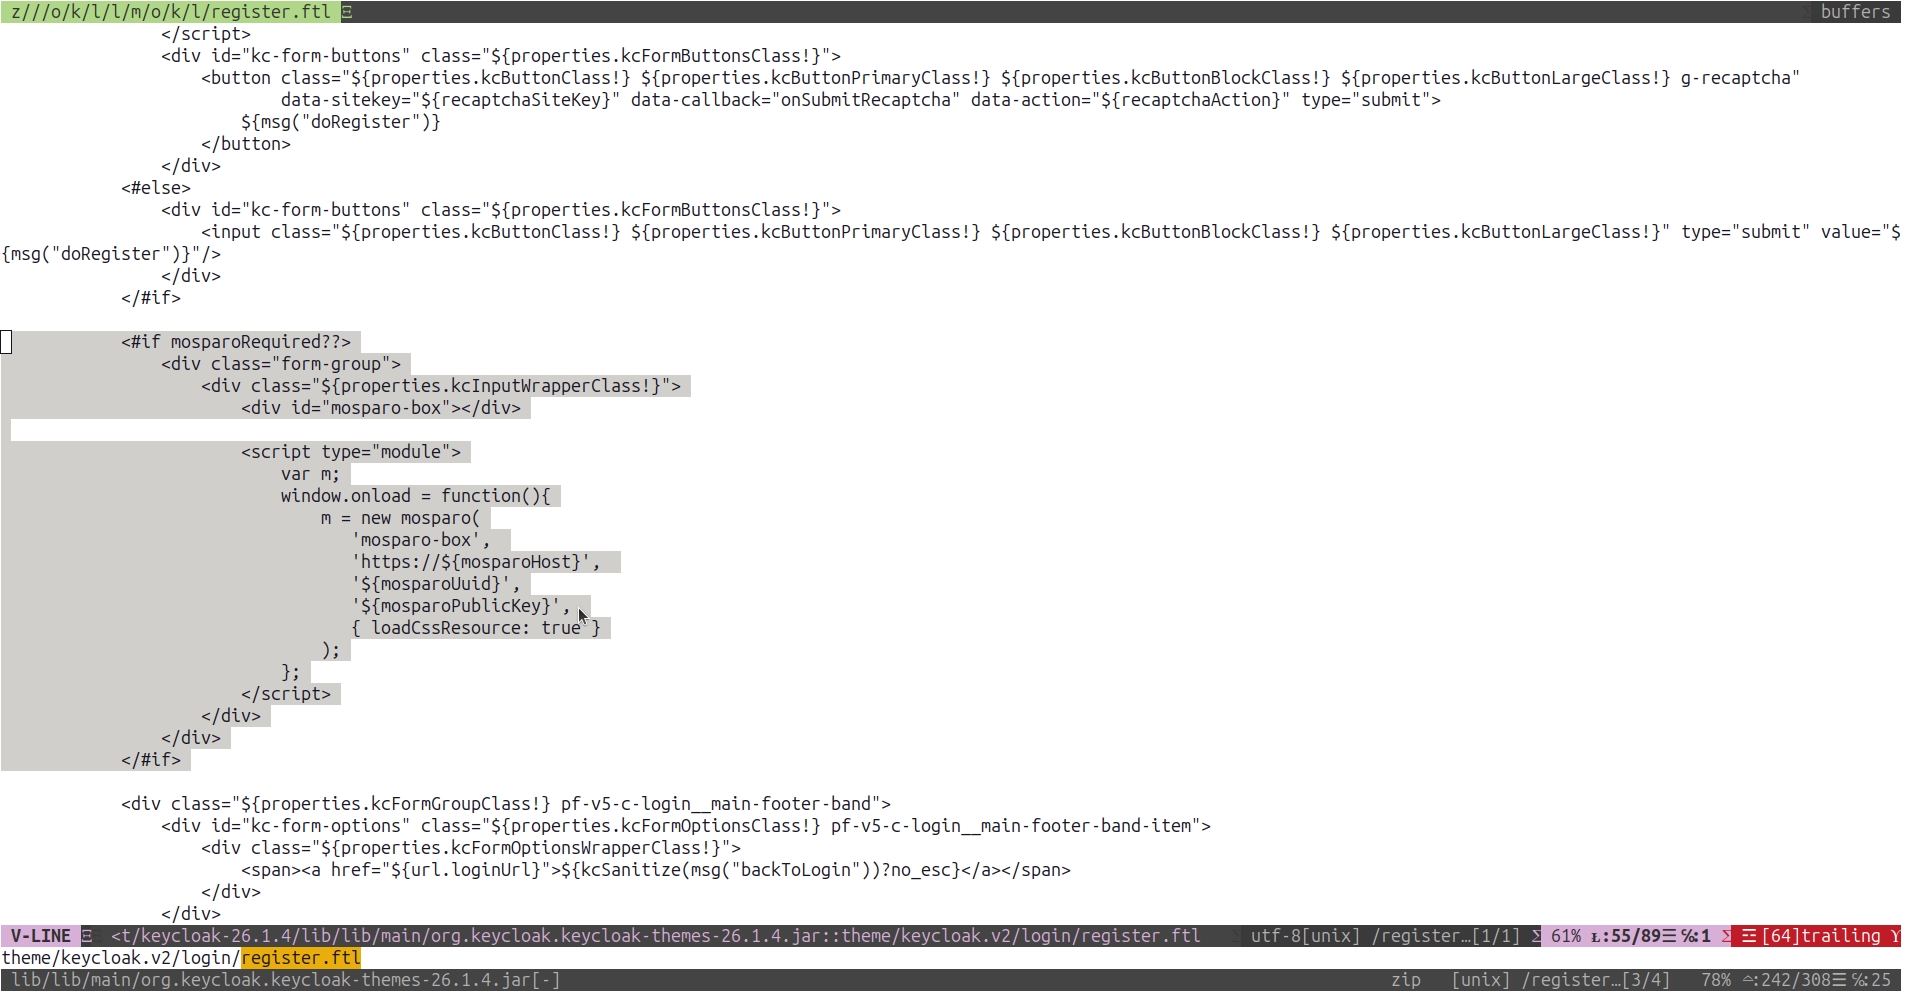 z///o/k/l/l/m/o/k/l/register.ftl Ξ buffers
                </script>
                <div id="kc-form-buttons" class="${properties.kcFormButtonsClass!}">
                    <button class="${properties.kcButtonClass!} ${properties.kcButtonPrimaryClass!} ${properties.kcButtonBlockClass!} ${properties.kcButtonLargeClass!} g-recaptcha"
                            data-sitekey="${recaptchaSiteKey}" data-callback="onSubmitRecaptcha" data-action="${recaptchaAction}" type="submit">
                        ${msg("doRegister")}
                    </button>
                </div>
            <#else>
                <div id="kc-form-buttons" class="${properties.kcFormButtonsClass!}">
                    <input class="${properties.kcButtonClass!} ${properties.kcButtonPrimaryClass!} ${properties.kcButtonBlockClass!} ${properties.kcButtonLargeClass!}" type="submit" value="$
{msg("doRegister")}"/>
                </div>
            </#if>
            <#if mosparoRequired??>
                <div class="form-group">
                    <div class="${properties.kcInputWrapperClass!}">
                        <div id="mosparo-box"></div>
                        <script type="module">
                            var m;
                            window.onload = function(){
                                m = new mosparo(
                                   'mosparo-box',
                                   'https://${mosparoHost}',
                                   '${mosparoUuid}',
                                   '${mosparoPublicKey}',
                                   { loadCssResource: true }
                                );
                            };
                        </script>
                    </div>
                </div>
            </#if>
            <div class="${properties.kcFormGroupClass!} pf-v5-c-login__main-footer-band">
                <div id="kc-form-options" class="${properties.kcFormOptionsClass!} pf-v5-c-login__main-footer-band-item">
                    <div class="${properties.kcFormOptionsWrapperClass!}">
                        <span><a href="${url.loginUrl}">${kcSanitize(msg("backToLogin"))?no_esc}</a></span>
                    </div>
                </div>
V-LINE Ξ <t/keycloak-26.1.4/lib/lib/main/org.keycloak.keycloak-themes-26.1.4.jar::theme/keycloak.v2/login/register.ftl utf-8[unix] /register…[1/1] Σ 61% Ł:55/89☰ ℅:1 Σ ☲[64]trailing
theme/keycloak.v2/login/register.ftl
lib/lib/main/org.keycloak.keycloak-themes-26.1.4.jar[-] zip [unix] /register…[3/4] 78% :242/308☰ ℅:25